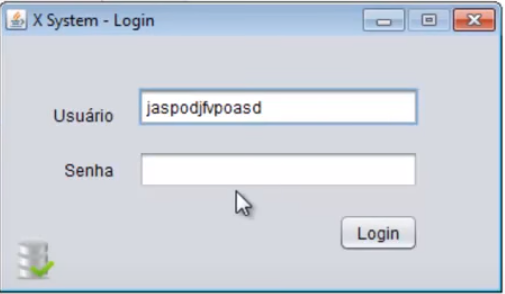 X System - Login
Usuário jaspodjfvpoasd
Senha
Login